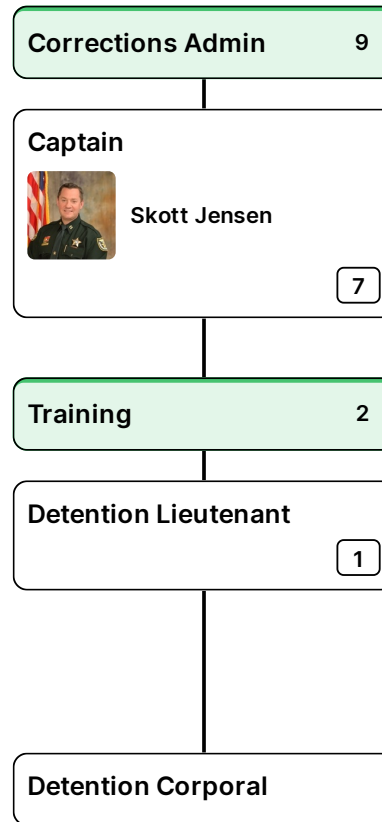 Corrections Admin 9
Captain
Skott Jensen
7
Training 2
Detention Lieutenant
1
Detention Corporal